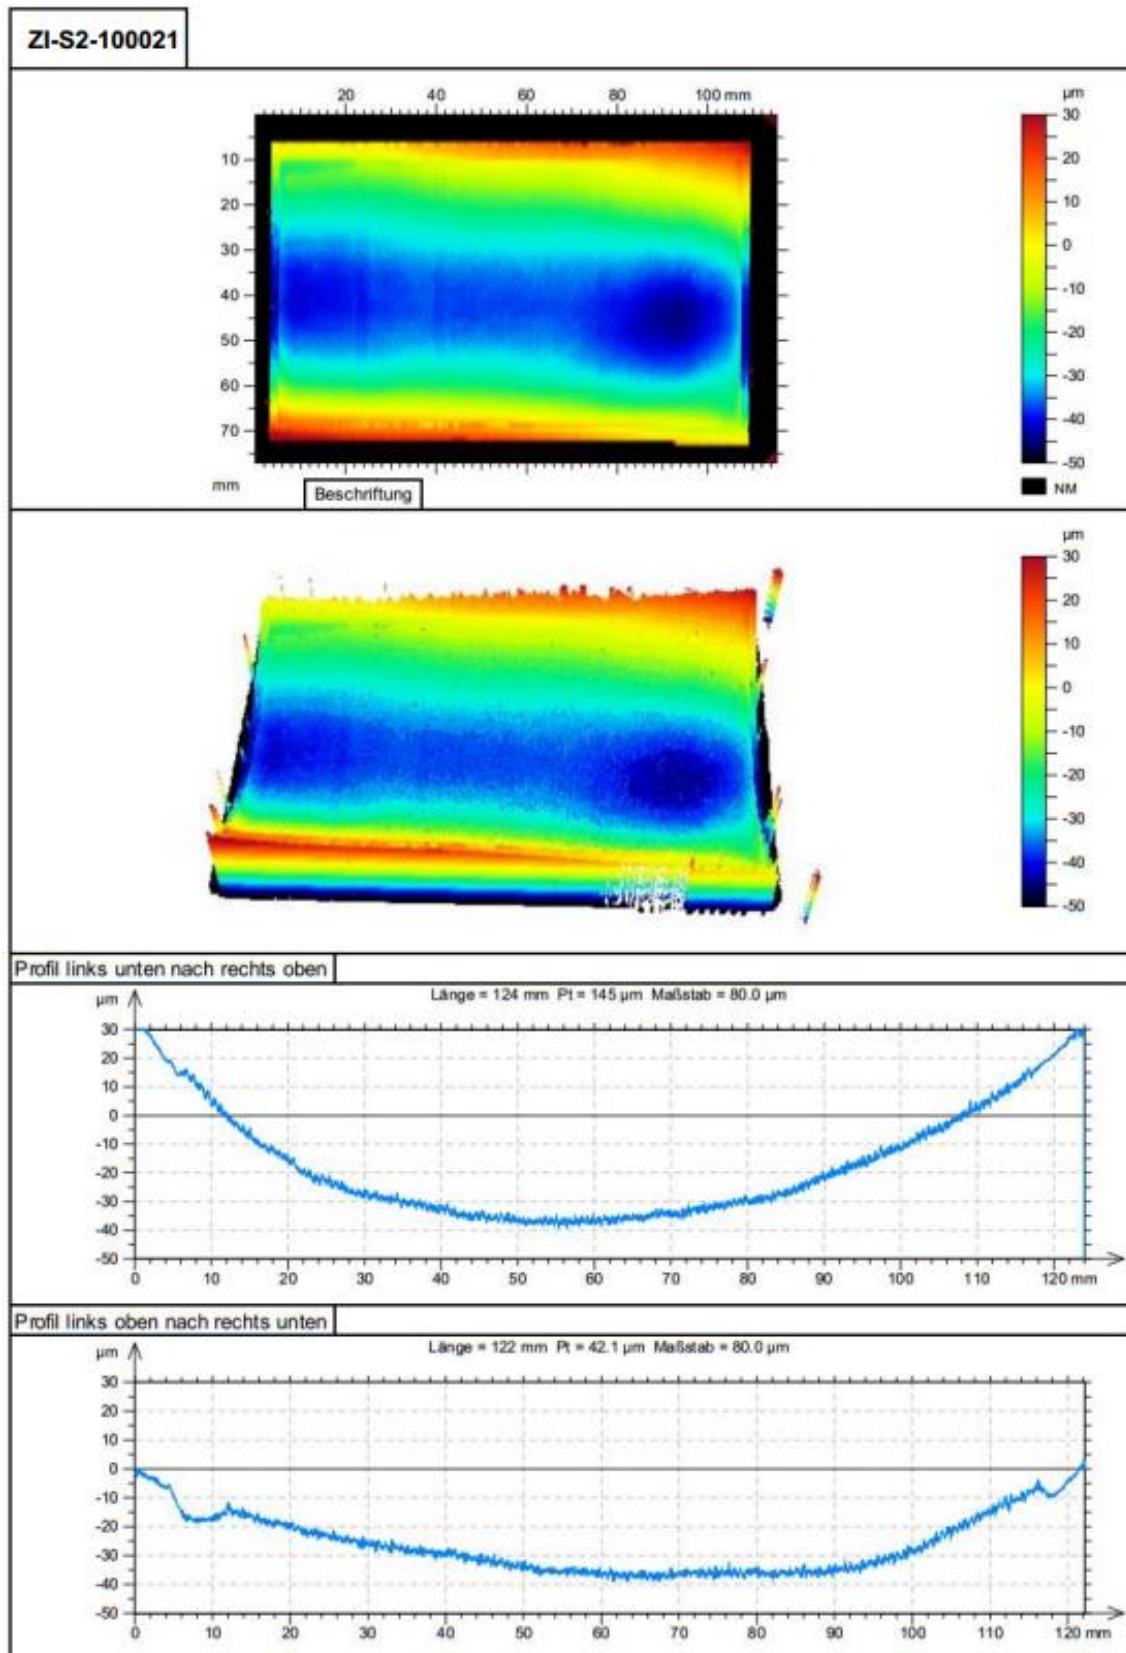 ZI-S2-100021
20 40 60 80 100 mm
µm
30
20
10
0
-10
-20
-30
-40
-50
NM
10
20
30
40
50
60
70
mm
Beschriftung
µm
30
20
10
0
-10
-20
-30
-40
-50
Profil links unten nach rechts oben
Länge = 124 mm Pt = 145 µm Maßstab = 80.0 µm
µm
30
20
10
0
-10
-20
-30
-40
-50
0 10 20 30 40 50 60 70 80 90 100 110 120 mm
Profil links oben nach rechts unten
Länge = 122 mm Pt = 42.1 µm Maßstab = 80.0 µm
µm
30
20
10
0
-10
-20
-30
-40
-50
0 10 20 30 40 50 60 70 80 90 100 110 120 mm